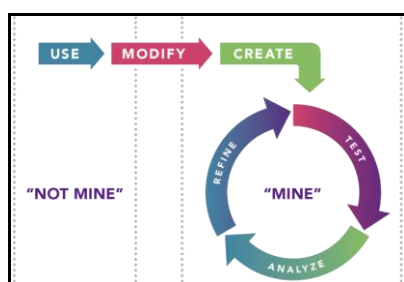 USE
MODIFY
CREATE
TEST
REFINE
"NOT MINE"
"MINE"
ANALYZE